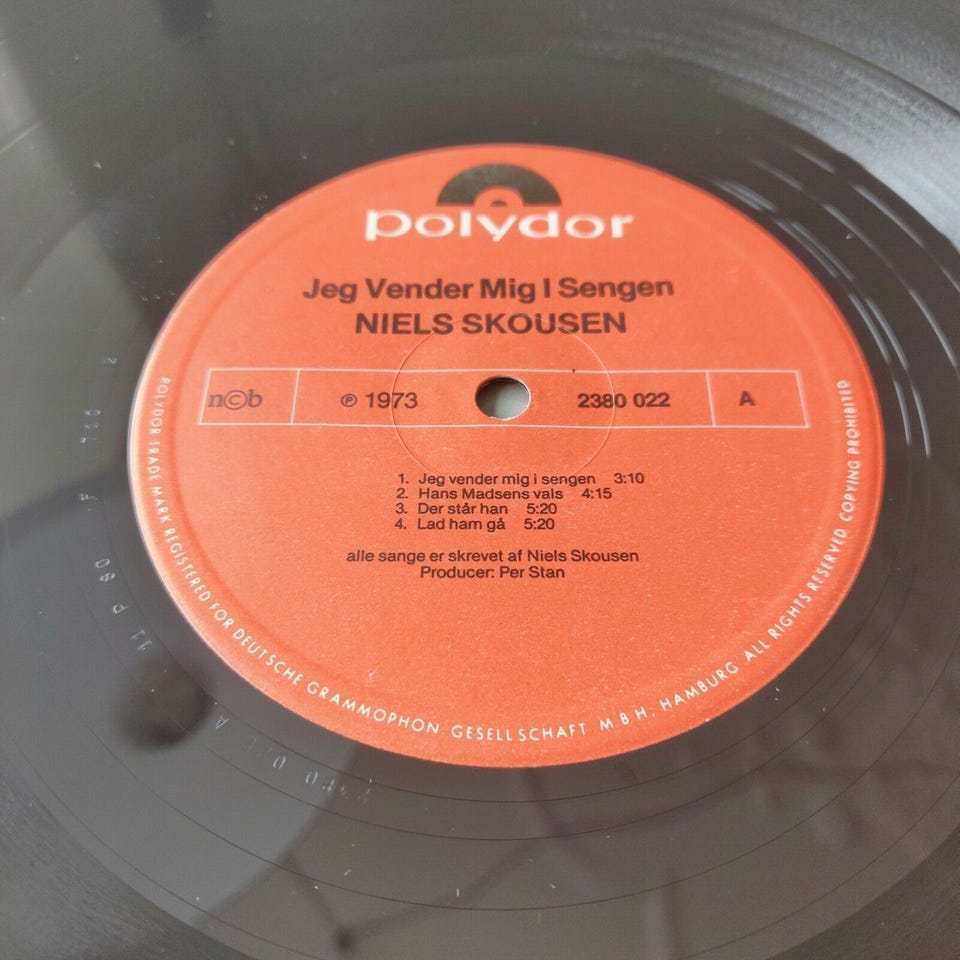 polydor
Jeg Vender Mig I Sengen
NIELS SKOUSEN
n©b ℗ 1973 2380 022 A
1. Jeg vender mig i sengen 3:10
2. Hans Madsens vals 4:15
3. Der står han 5:20
4. Lad ham gå 5:20
alle sange er skrevet af Niels Skousen
Producer: Per Stan
POLYDOR TRADE MARK REGISTERED FOR DEUTSCHE GRAMMOPHON GESELLSCHAFT M B H, HAMBURG ALL RIGHTS RESERVED COPYING PROHIBITED